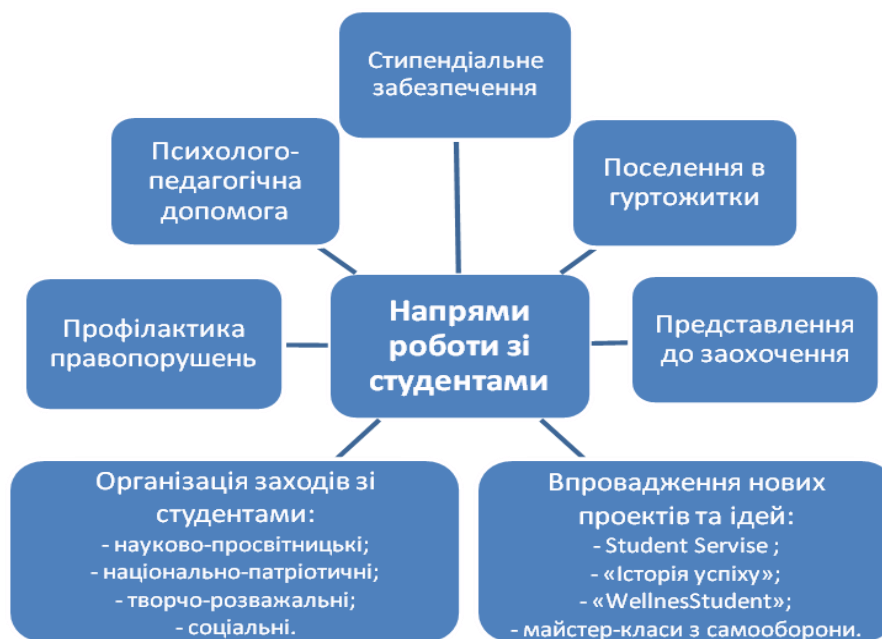 Стипендіальне
забезпечення
Психолого-
педагогічна
допомога
Поселення в
гуртожитки
Профілактика
правопорушень
Напрями
роботи зі
студентами
Представлення
до заохочення
Організація заходів зі
студентами:
- науково-просвітницькі;
- національно-патріотичні;
- творчо-розважальні;
- соціальні.
Впровадження нових
проектів та ідей:
- Student Servise ;
- «Історія успіху»;
- «WellnesStudent»;
- майстер-класи з самооборони.